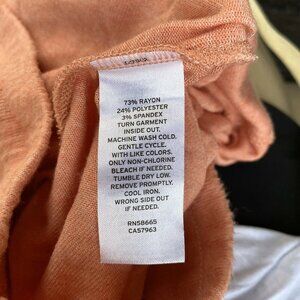 73% RAYON
24% POLYESTER
3% SPANDEX
TURN GARMENT
INSIDE OUT.
MACHINE WASH COLD.
GENTLE CYCLE.
WITH LIKE COLORS.
ONLY NON-CHLORINE
BLEACH IF NEEDED.
TUMBLE DRY LOW.
REMOVE PROMPTLY.
COOL IRON.
WRONG SIDE OUT
IF NEEDED.
RN58665
CA57963